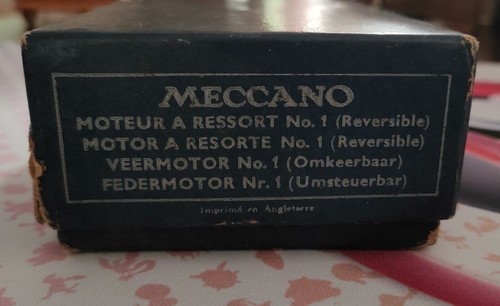 MECCANO
MOTEUR A RESSORT No. 1 (Reversible)
MOTOR A RESORTE No. 1 (Reversible)
VEERMOTOR No. 1 (Omkeerbaar)
FEDERMOTOR Nr. 1 (Umsteuerbar)
Imprimé en Angleterre